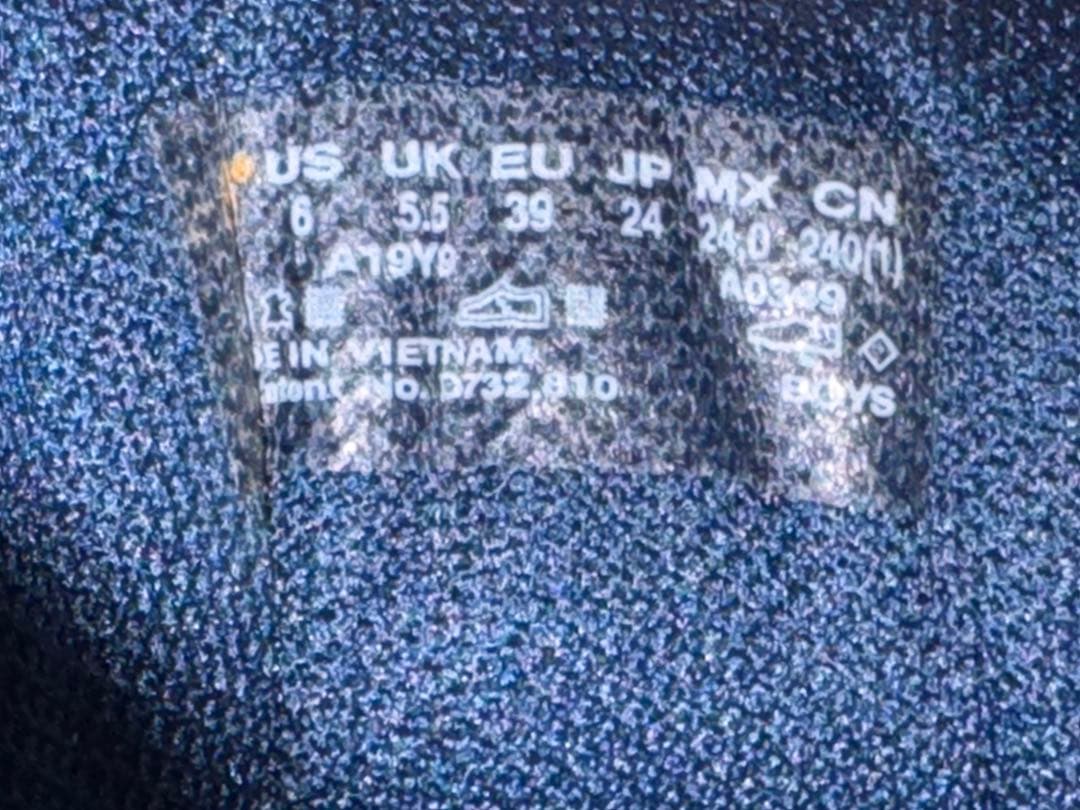 US UK EU JP MX CN
6 5.5 39 24 24.0 240(1)
A0349
E IN VIETNAM
No. D732,810
BOYS